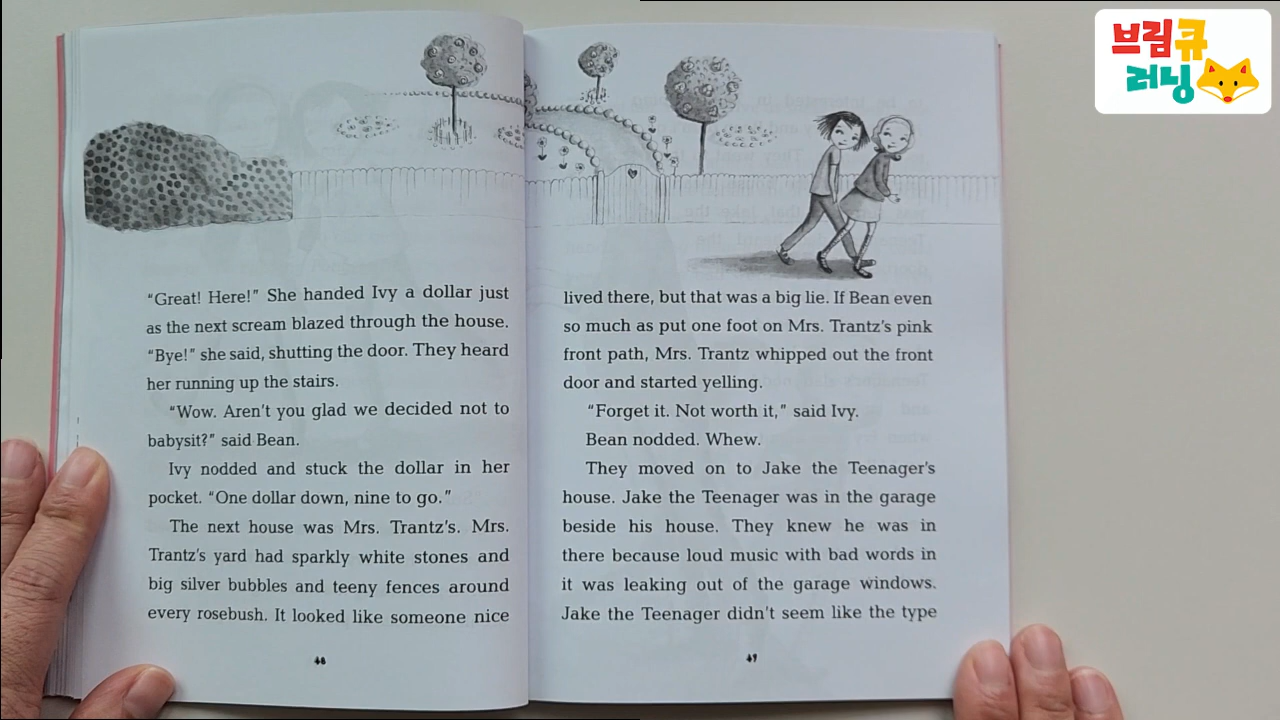 브림큐
러닝
“Great! Here!” She handed Ivy a dollar just
as the next scream blazed through the house.
“Bye!” she said, shutting the door. They heard
her running up the stairs.
“Wow. Aren’t you glad we decided not to
babysit?” said Bean.
Ivy nodded and stuck the dollar in her
pocket. “One dollar down, nine to go.”
The next house was Mrs. Trantz’s. Mrs.
Trantz’s yard had sparkly white stones and
big silver bubbles and teeny fences around
every rosebush. It looked like someone nice
48
lived there, but that was a big lie. If Bean even
so much as put one foot on Mrs. Trantz’s pink
front path, Mrs. Trantz whipped out the front
door and started yelling.
“Forget it. Not worth it,” said Ivy.
Bean nodded. Whew.
They moved on to Jake the Teenager’s
house. Jake the Teenager was in the garage
beside his house. They knew he was in
there because loud music with bad words in
it was leaking out of the garage windows.
Jake the Teenager didn’t seem like the type
49